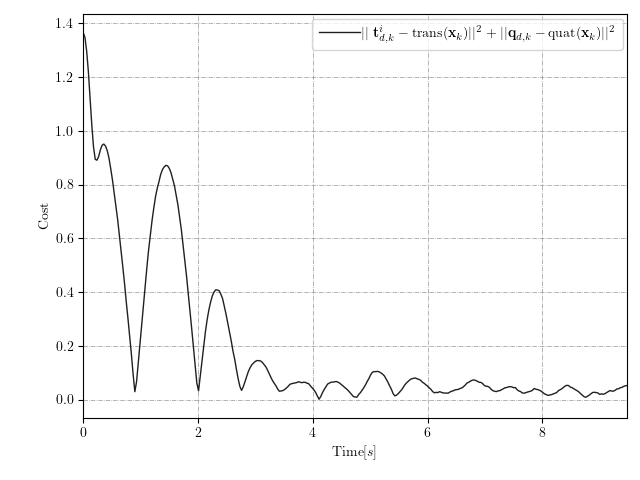 || t^i_{d,k} − trans(x_k)||² + ||q_{d,k} − quat(x_k)||²
1.4
1.2
1.0
0.8
0.6
0.4
0.2
0.0
Cost
0 2 4 6 8
Time[s]